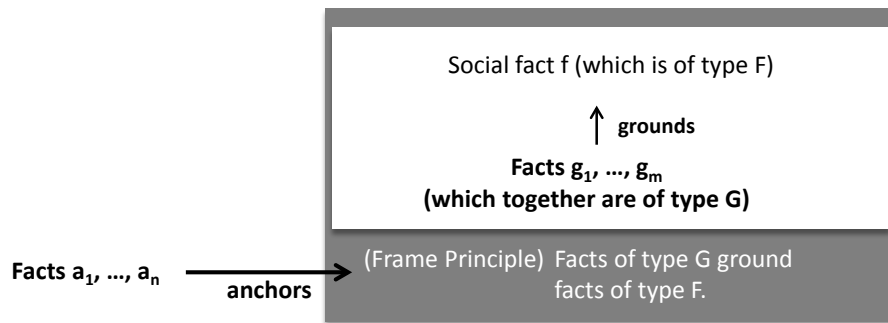 Social fact f (which is of type F)
grounds
Facts g₁, …, gₘ
(which together are of type G)
(Frame Principle) Facts of type G ground
facts of type F.
Facts a₁, …, aₙ
anchors